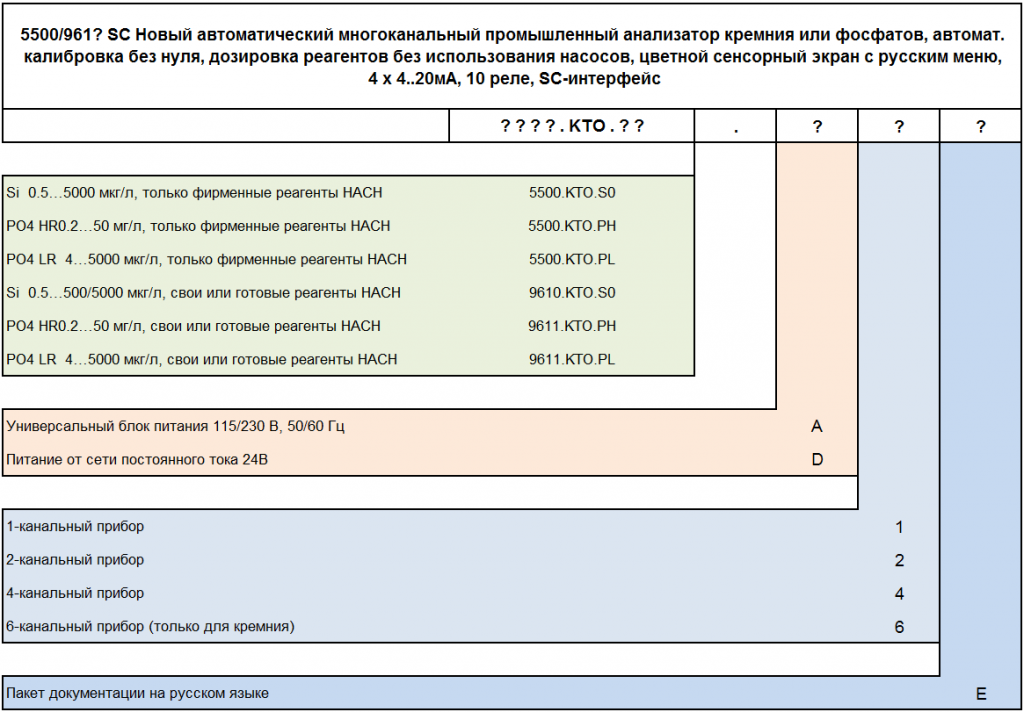 5500/961? SC Новый автоматический многоканальный промышленный анализатор кремния или фосфатов, автомат.
калибровка без нуля, дозировка реагентов без использования насосов, цветной сенсорный экран с русским меню,
4 x 4..20мА, 10 реле, SC-интерфейс
? ? ? ? . KTO . ? ? . ? ? ?
Si 0.5…5000 мкг/л, только фирменные реагенты HACH 5500.KTO.S0
PO4 HR0.2…50 мг/л, только фирменные реагенты HACH 5500.KTO.PH
PO4 LR 4…5000 мкг/л, только фирменные реагенты HACH 5500.KTO.PL
Si 0.5…500/5000 мкг/л, свои или готовые реагенты HACH 9610.KTO.S0
PO4 HR0.2…50 мг/л, свои или готовые реагенты HACH 9611.KTO.PH
PO4 LR 4…5000 мкг/л, свои или готовые реагенты HACH 9611.KTO.PL
Универсальный блок питания 115/230 В, 50/60 Гц A
Питание от сети постоянного тока 24В D
1-канальный прибор 1
2-канальный прибор 2
4-канальный прибор 4
6-канальный прибор (только для кремния) 6
Пакет документации на русском языке E